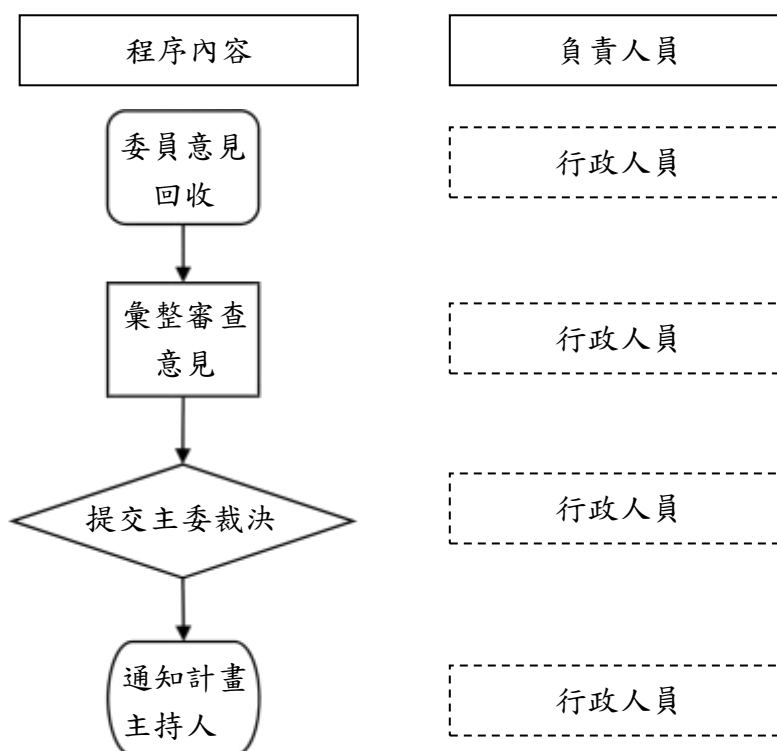 程序內容
負責人員
委員意見
回收
行政人員
彙整審查
意見
行政人員
提交主委裁決
行政人員
通知計畫
主持人
行政人員